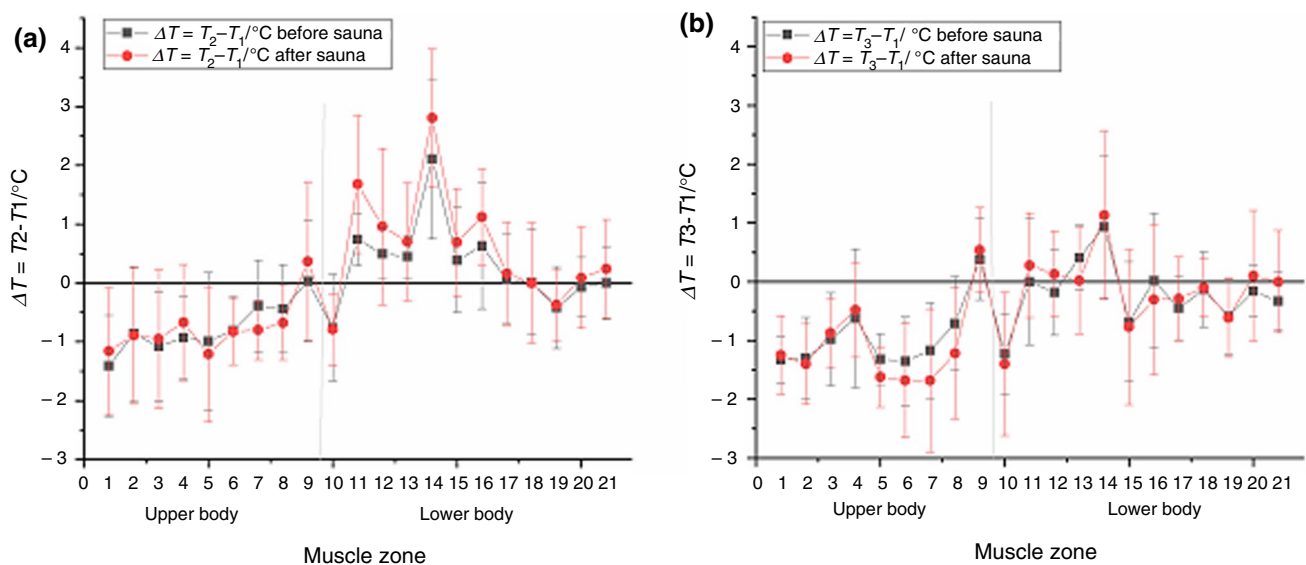 (a)
ΔT = T2–T1/°C before sauna
ΔT = T2–T1/°C after sauna
4
3
2
1
0
– 1
– 2
– 3
ΔT = T2- T1/°C
0 1 2 3 4 5 6 7 8 9 10 11 12 13 14 15 16 17 18 19 20 21
Upper body Lower body
Muscle zone
(b)
ΔT =T3–T1/ °C before sauna
ΔT = T3–T1/°C after sauna
4
3
2
1
0
– 1
– 2
– 3
ΔT = T3- T1/°C
0 1 2 3 4 5 6 7 8 9 10 11 12 13 14 15 16 17 18 19 20 21
Upper body Lower body
Muscle zone